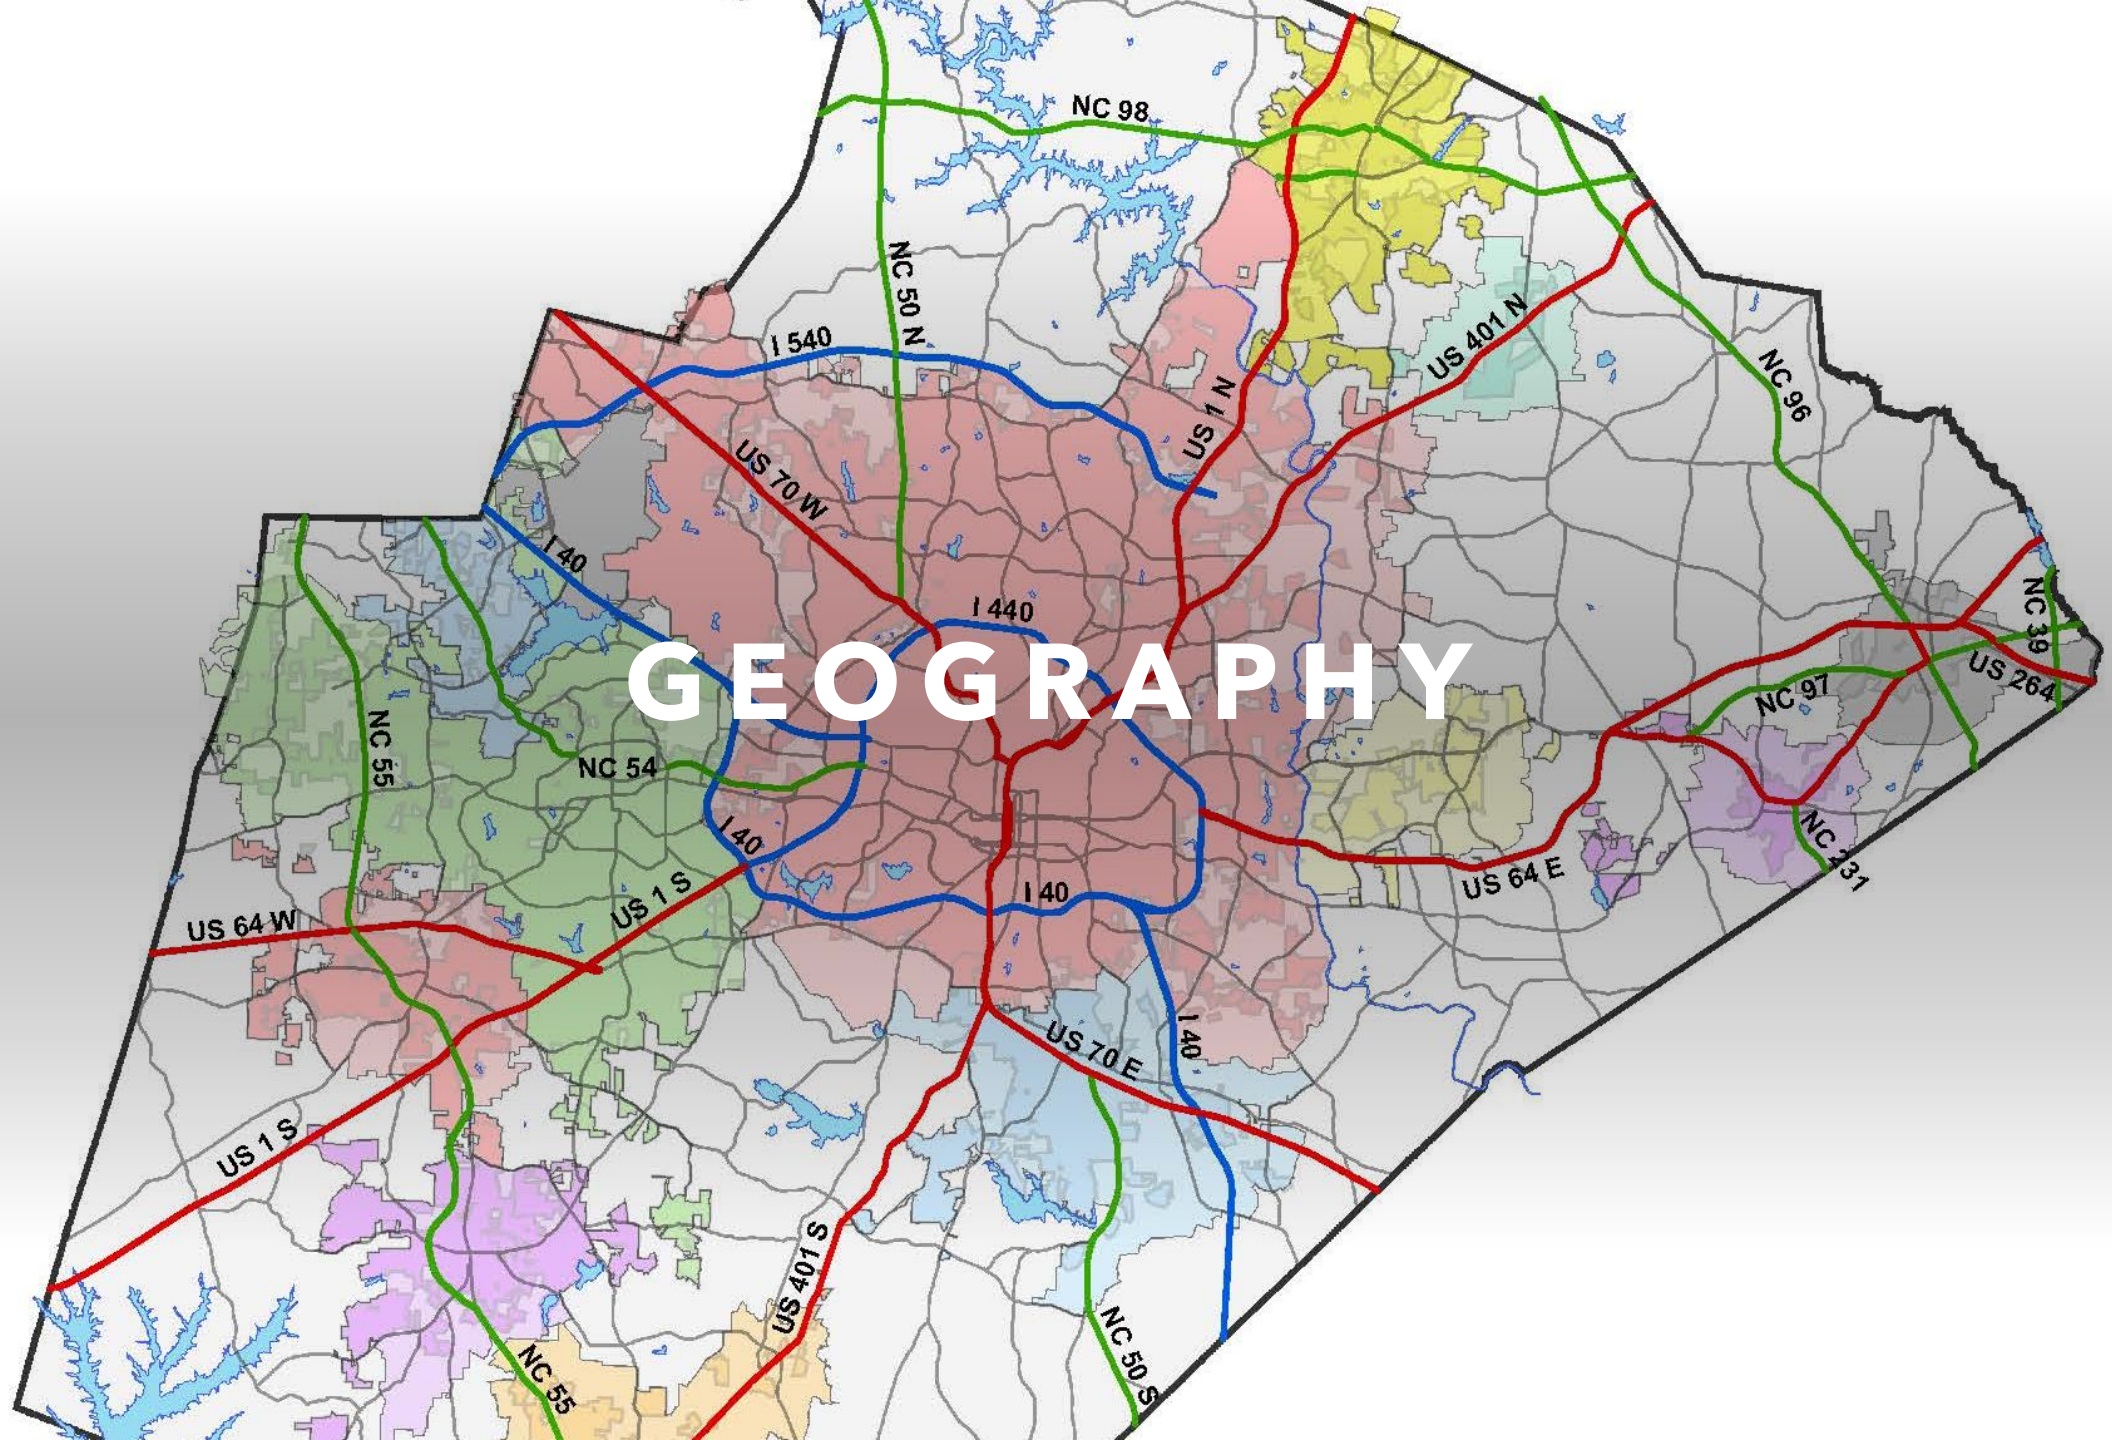 NC 98
NC 50 N
I 540
US 401 N
NC 96
US 1 N
US 70 W
I 40
I 440
NC 39
GEOGRAPHY
US 264
NC 97
NC 55
NC 54
I 40
NC 231
US 64 E
US 1 S
I 40
US 64 W
I 40
US 70 E
US 1 S
US 401 S
NC 50 S
NC 55